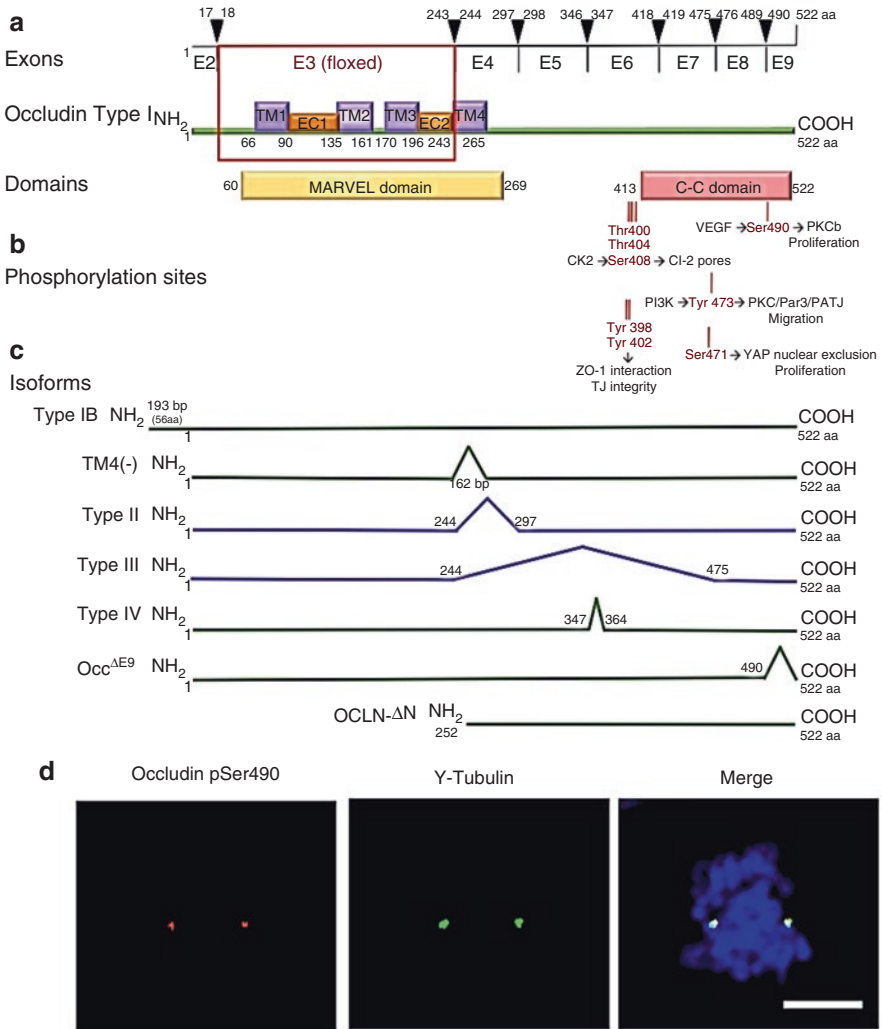 a
17 18 243 244 297 298 346 347 418 419 475 476 489 490 522 aa
Exons
1 E2 E3 (floxed) E4 E5 E6 E7 E8 E9
Occludin Type I NH2 TM1 EC1 TM2 TM3 EC2 TM4 COOH
1 66 90 135 161 170 196 243 265 522 aa
Domains 60 MARVEL domain 269 413 C-C domain 522
b
Phosphorylation sites
Thr400
Thr404
CK2 → Ser408 → CI-2 pores
VEGF → Ser490 → PKCb
Proliferation
PI3K → Tyr 473 → PKC/Par3/PATJ
Migration
Tyr 398
Tyr 402
↓
ZO-1 interaction
TJ integrity
Ser471 → YAP nuclear exclusion
Proliferation
c
Isoforms
193 bp
(56aa)
Type IB NH2 COOH
1 522 aa
TM4(-) NH2 COOH
1 162 bp 522 aa
Type II NH2 244 297 COOH
1 522 aa
Type III NH2 244 475 COOH
1 522 aa
Type IV NH2 347 364 COOH
1 522 aa
OccΔE9 NH2 490 COOH
1 522 aa
OCLN-ΔN NH2 COOH
252 522 aa
d
Occludin pSer490 Y-Tubulin Merge